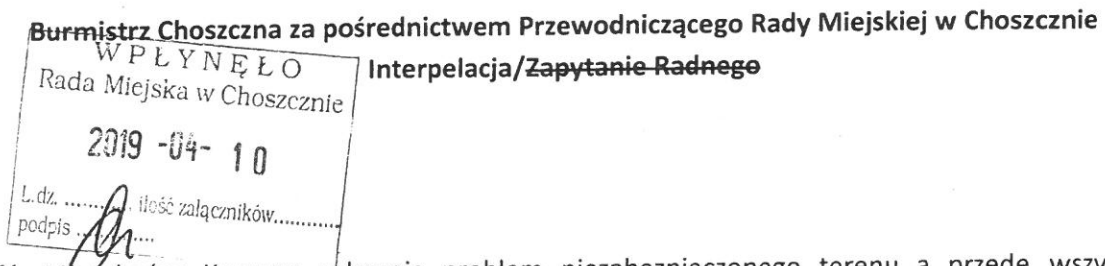 Burmistrz Choszczna za pośrednictwem Przewodniczącego Rady Miejskiej w Choszcznie
Interpelacja/Zapytanie Radnego
WPŁYNĘŁO
Rada Miejska w Choszcznie
2019 -04- 10
L.dz. ........... ilość załączników............
podpis ............
problem niezabezpieczonego terenu a przede